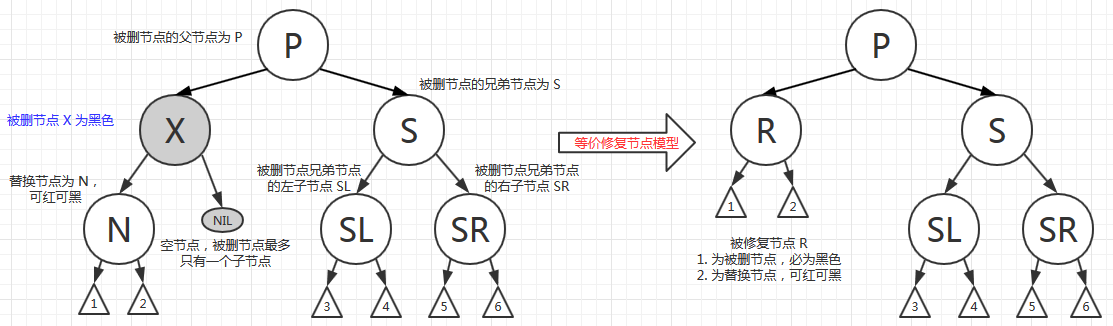 被删节点的父节点为 P
P
被删节点的兄弟节点为 S
被删节点 X 为黑色
X
S
替换节点为 N，
可红可黑
N
NIL
空节点，被删节点最多
只有一个子节点
被删节点兄弟节点
的左子节点 SL
被删节点兄弟节点
的右子节点 SR
SL
SR
1
2
3
4
5
6
等价修复节点模型
P
R
S
1
2
被修复节点 R
1. 为被删节点，必为黑色
2. 为替换节点，可红可黑
SL
SR
3
4
5
6